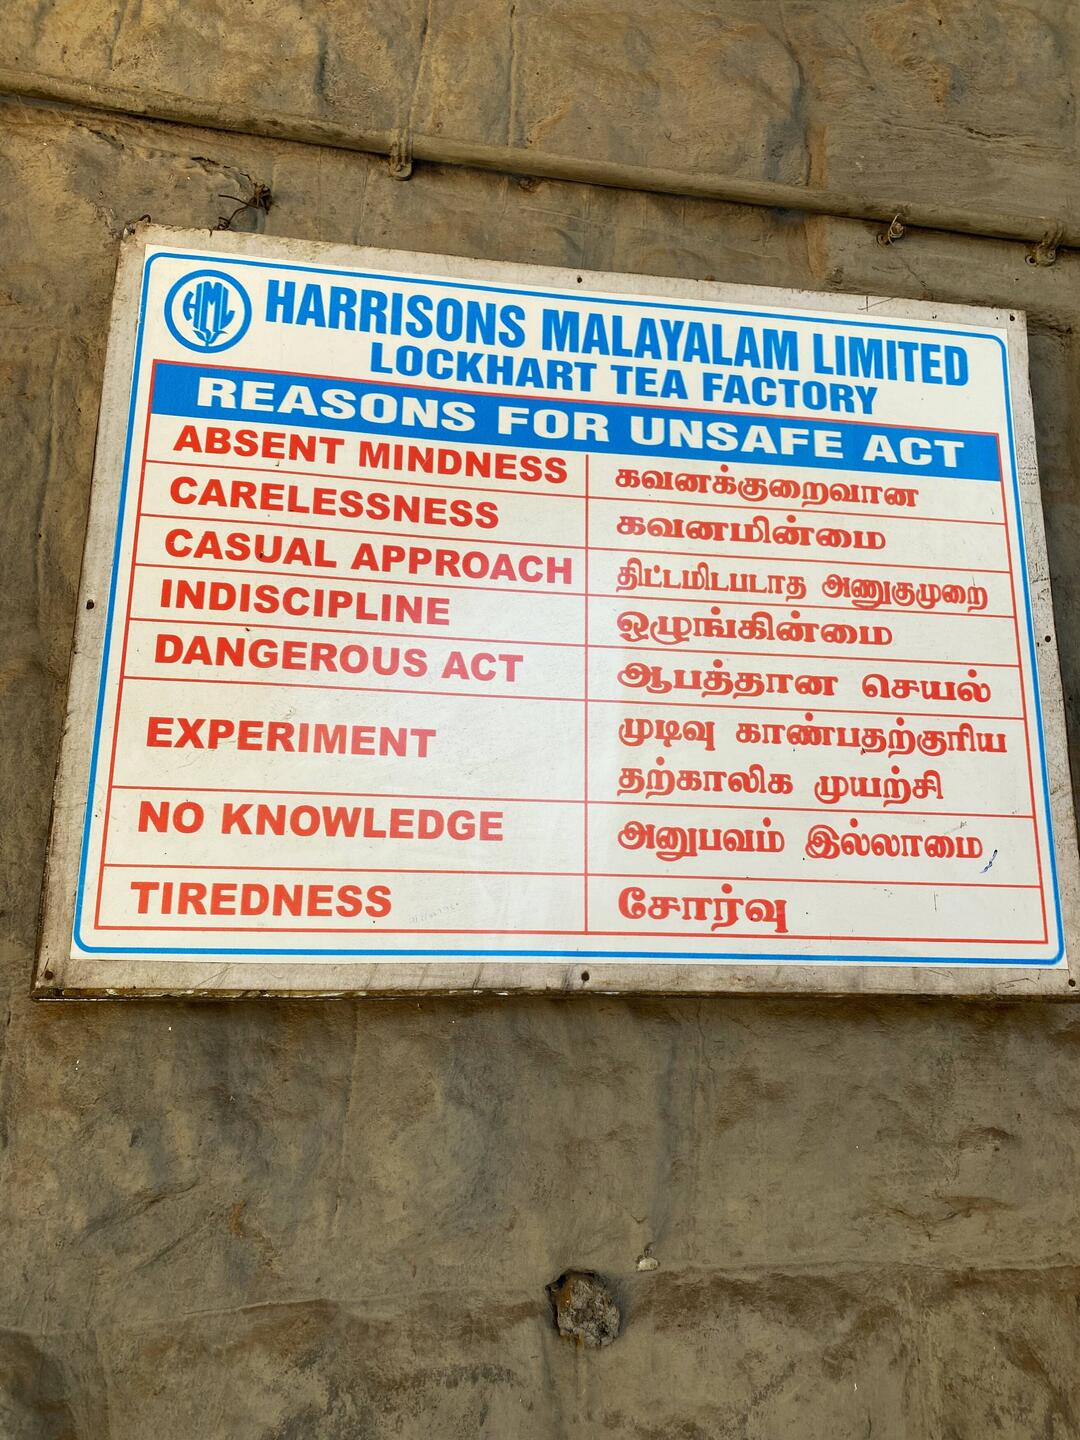 HML
HARRISONS MALAYALAM LIMITED
LOCKHART TEA FACTORY
REASONS FOR UNSAFE ACT
ABSENT MINDNESS கவனக்குறைவான
CARELESSNESS கவனமின்மை
CASUAL APPROACH திட்டமிடபடாத அணுகுமுறை
INDISCIPLINE ஒழுங்கின்மை
DANGEROUS ACT ஆபத்தான செயல்
EXPERIMENT முடிவு காண்பதற்குரிய
தற்காலிக முயற்சி
NO KNOWLEDGE அனுபவம் இல்லாமை
TIREDNESS சோர்வு